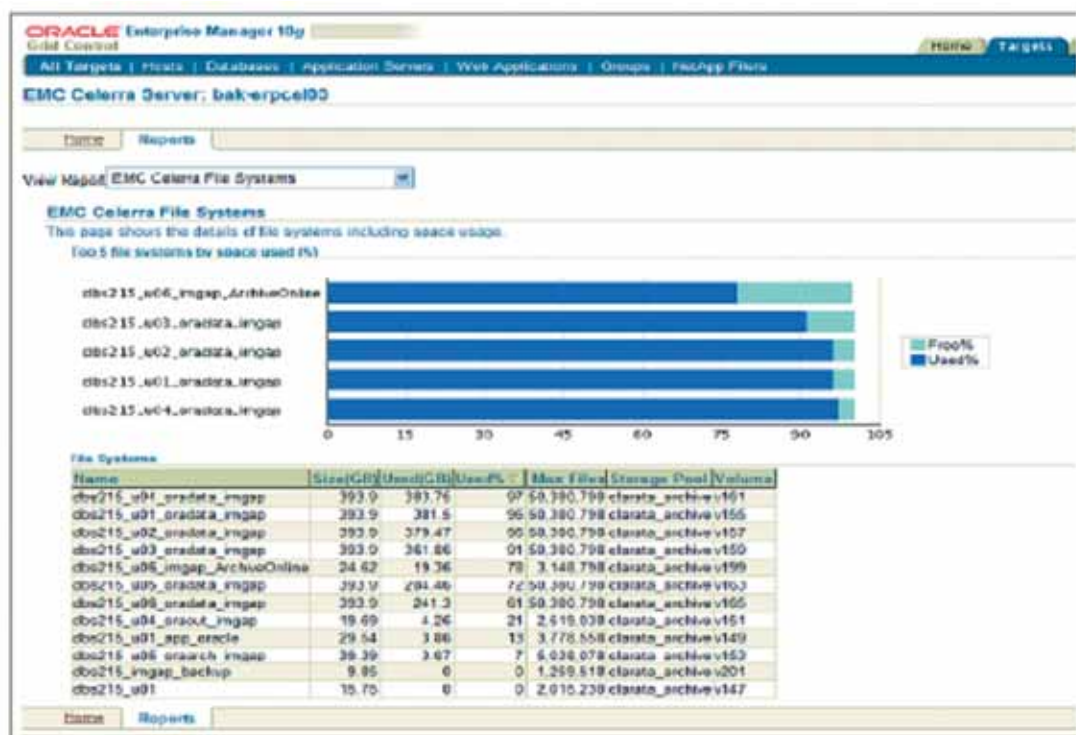 ORACLE Enterprise Manager 10g
Grid Control
Home Targets
All Targets | Hosts | Databases | Application Servers | Web Applications | Groups | NetApp Filers
EMC Celerra Server: bak-erpcel03
Home Reports
View Report EMC Celerra File Systems
EMC Celerra File Systems
This page shows the details of file systems including space usage.
Top 5 file systems by space used (%)
dbs215_u06_imgap_ArchiveOnline
dbs215_u03_oradata_imgap
dbs215_u02_oradata_imgap
dbs215_u01_oradata_imgap
dbs215_u04_oradata_imgap
Free%
Used%
0 15 30 45 60 75 90 105
File Systems
Name Size(GB) Used(GB) Used% Max Files Storage Pool Volume
dbs215_u04_oradata_imgap 393.9 383.76 97 50,380,798 clarata_archive v161
dbs215_u01_oradata_imgap 393.9 381.5 96 50,380,798 clarata_archive v155
dbs215_u02_oradata_imgap 393.9 379.47 96 50,380,798 clarata_archive v157
dbs215_u03_oradata_imgap 393.9 361.86 91 50,380,798 clarata_archive v159
dbs215_u06_imgap_ArchiveOnline 24.62 19.36 78 3,148,798 clarata_archive v199
dbs215_u05_oradata_imgap 393.9 284.46 72 50,380,798 clarata_archive v163
dbs215_u06_oradata_imgap 393.9 241.3 61 50,380,798 clarata_archive v165
dbs215_u04_oraout_imgap 19.69 4.26 21 2,519,038 clarata_archive v151
dbs215_u01_app_oracle 29.54 3.86 13 3,778,558 clarata_archive v149
dbs215_u06_oraarch_imgap 39.39 3.07 7 5,038,078 clarata_archive v153
dbs215_imgap_backup 9.85 0 0 1,259,518 clarata_archive v201
dbs215_u01 15.75 0 0 2,015,230 clarata_archive v147
Home Reports